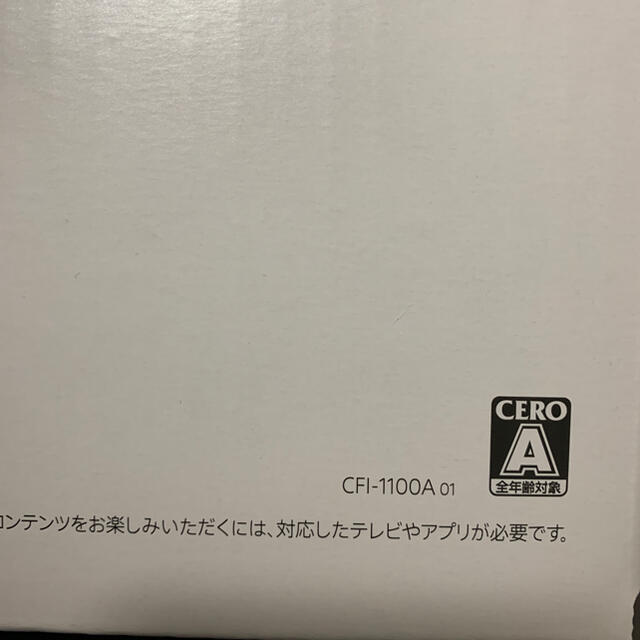 CERO
A
全年齢対象
CFI-1100A 01
コンテンツをお楽しみいただくには、対応したテレビやアプリが必要です。